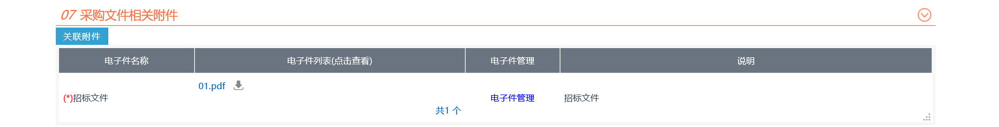 07 采购文件相关附件
关联附件
电子件名称 电子件列表(点击查看) 电子件管理 说明
01.pdf
(*)招标文件 电子件管理 招标文件
共1 个